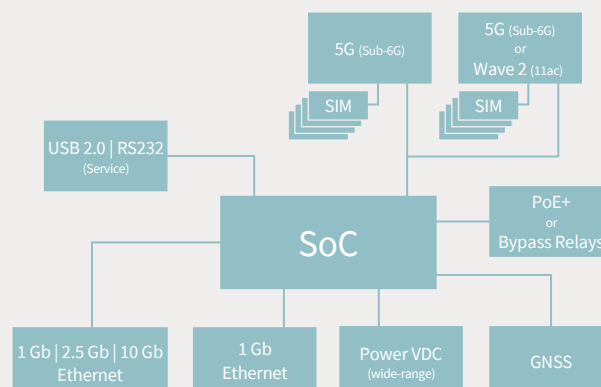 5G (Sub-6G)
5G (Sub-6G)
or
Wave 2 (11ac)
SIM
SIM
USB 2.0 | RS232
(Service)
SoC
PoE+
or
Bypass Relays
1 Gb | 2.5 Gb | 10 Gb
Ethernet
1 Gb
Ethernet
Power VDC
(wide-range)
GNSS